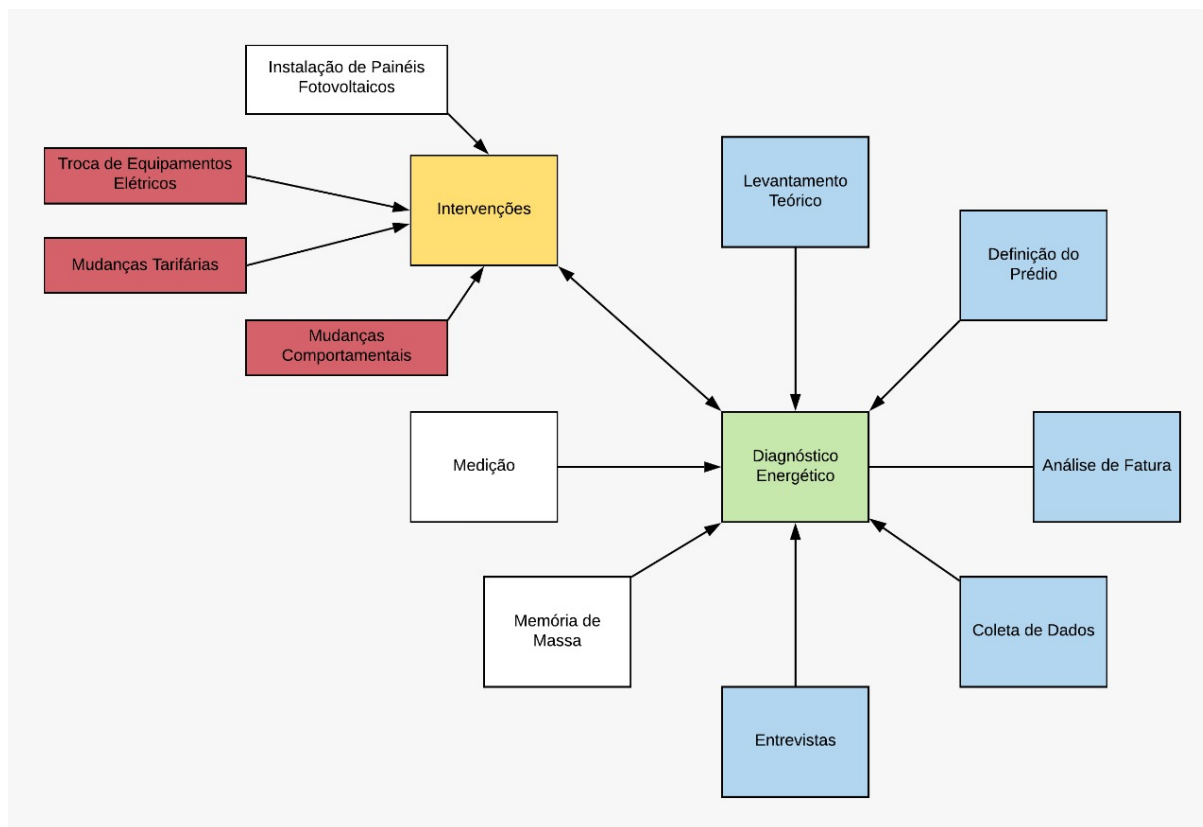 Instalação de Painéis
Fotovoltaicos
Troca de Equipamentos
Elétricos
Intervenções
Levantamento
Teórico
Mudanças Tarifárias
Definição do
Prédio
Mudanças
Comportamentais
Medição
Diagnóstico
Energético
Análise de Fatura
Memória de
Massa
Coleta de Dados
Entrevistas